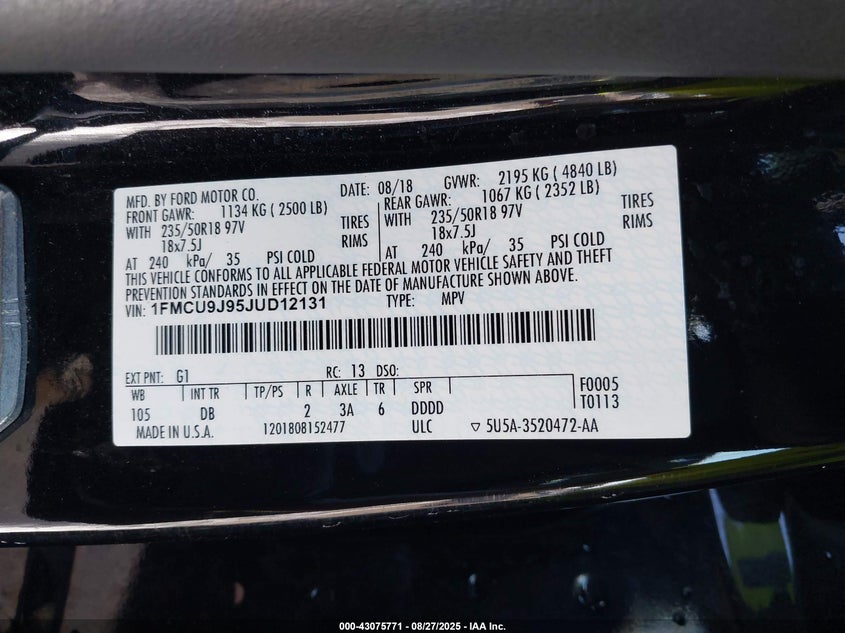 MFD. BY FORD MOTOR CO. DATE: 08/18 GVWR: 2195 KG ( 4840 LB)
FRONT GAWR: 1134 KG ( 2500 LB) REAR GAWR: 1067 KG ( 2352 LB)
WITH 235/50R18 97V TIRES WITH 235/50R18 97V TIRES
18x7.5J RIMS 18x7.5J RIMS
AT 240 kPa/ 35 PSI COLD AT 240 kPa/ 35 PSI COLD
THIS VEHICLE CONFORMS TO ALL APPLICABLE FEDERAL MOTOR VEHICLE SAFETY AND THEFT
PREVENTION STANDARDS IN EFFECT ON THE DATE OF MANUFACTURE SHOWN ABOVE.
VIN: 1FMCU9J95JUD12131 TYPE: MPV
EXT PNT: G1 RC: 13 DSO:
WB INT TR TP/PS R AXLE TR SPR F0005
105 DB 2 3A 6 DDDD T0113
MADE IN U.S.A. 1201808152477 ULC ▽ 5U5A-3520472-AA
000-43075771 | 08/27/2025 - IAA Inc.